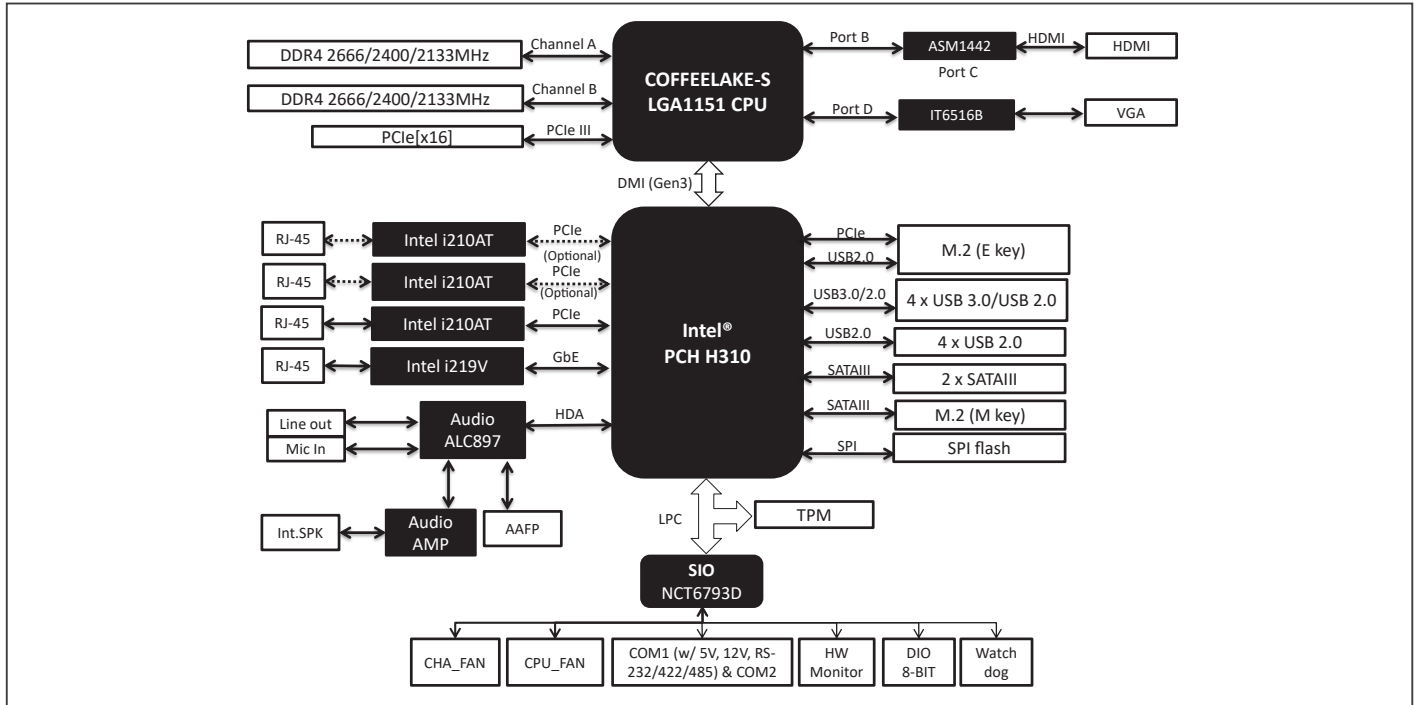 DDR4 2666/2400/2133MHz
Channel A
DDR4 2666/2400/2133MHz
Channel B
PCIe[x16]
PCIe III
COFFEELAKE-S
LGA1151 CPU
Port B
ASM1442
HDMI
HDMI
Port C
Port D
IT6516B
VGA
DMI (Gen3)
RJ-45
Intel i210AT
PCIe
(Optional)
RJ-45
Intel i210AT
PCIe
(Optional)
RJ-45
Intel i210AT
PCIe
RJ-45
Intel i219V
GbE
Line out
Mic In
Audio
ALC897
HDA
Int.SPK
Audio
AMP
AAFP
Intel®
PCH H310
PCIe
USB2.0
M.2 (E key)
USB3.0/2.0
4 x USB 3.0/USB 2.0
USB2.0
4 x USB 2.0
SATAIII
2 x SATAIII
SATAIII
M.2 (M key)
SPI
SPI flash
LPC
TPM
SIO
NCT6793D
CHA_FAN
CPU_FAN
COM1 (w/ 5V, 12V, RS-
232/422/485) & COM2
HW
Monitor
DIO
8-BIT
Watch
dog